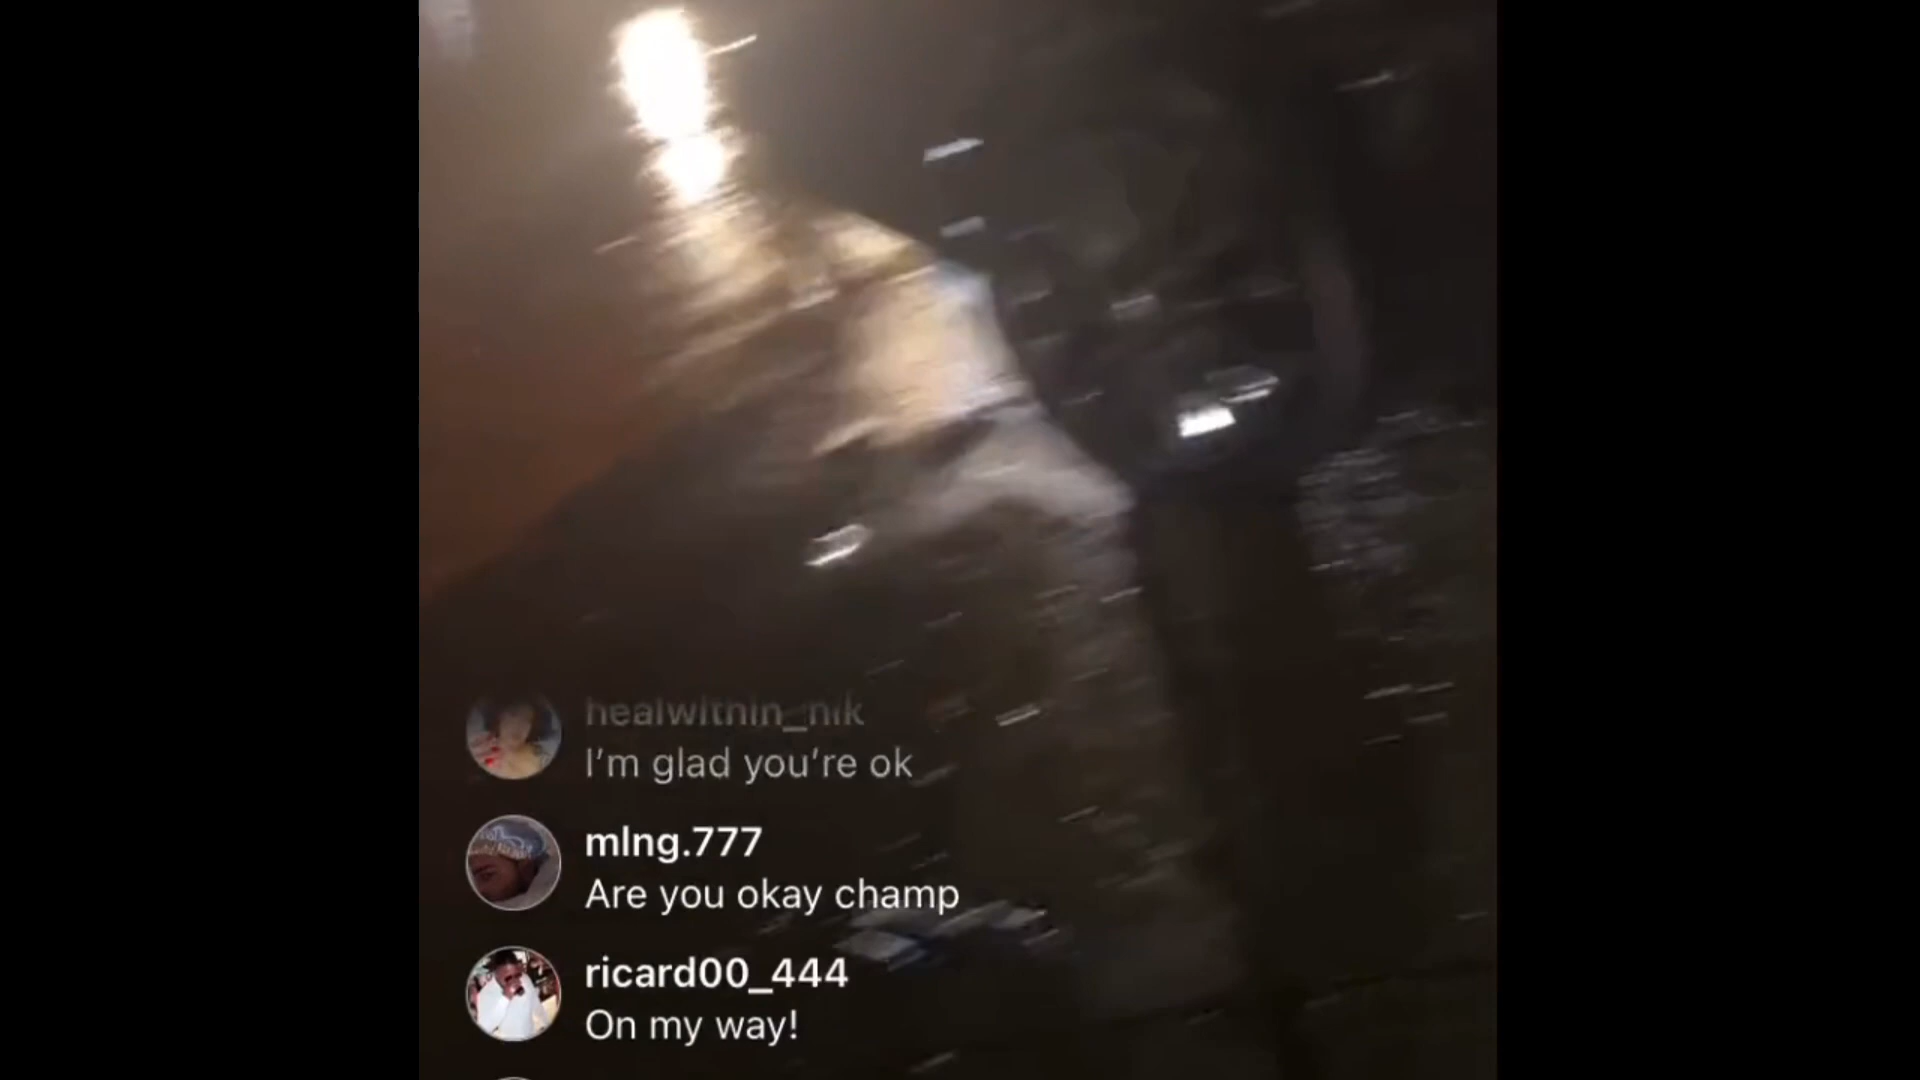 healwithin_nik
I'm glad you're ok
mlng.777
Are you okay champ
ricard00_444
On my way!